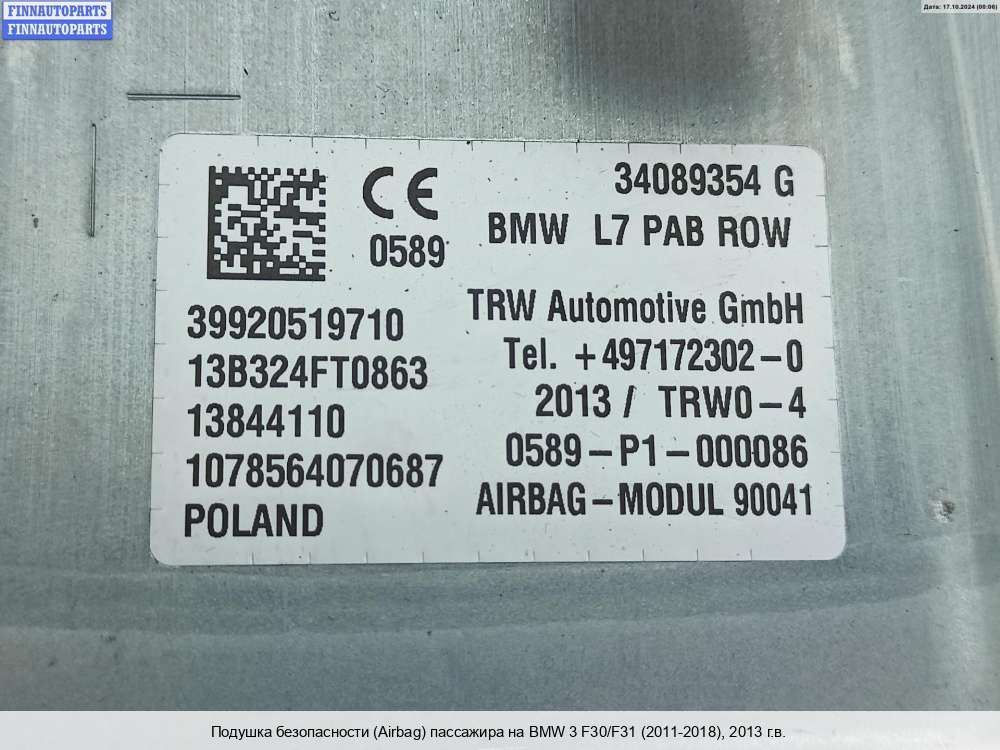 FINNAUTOPARTS
FINNAUTOPARTS
Дата: 17.10.2024 (00:06)
34089354 G
CE
0589
BMW L7 PAB ROW
39920519710
13B324FT0863
13844110
1078564070687
POLAND
TRW Automotive GmbH
Tel. +497172302-0
2013 / TRW0-4
0589-P1-000086
AIRBAG-MODUL 90041
Подушка безопасности (Airbag) пассажира на BMW 3 F30/F31 (2011-2018), 2013 г.в.